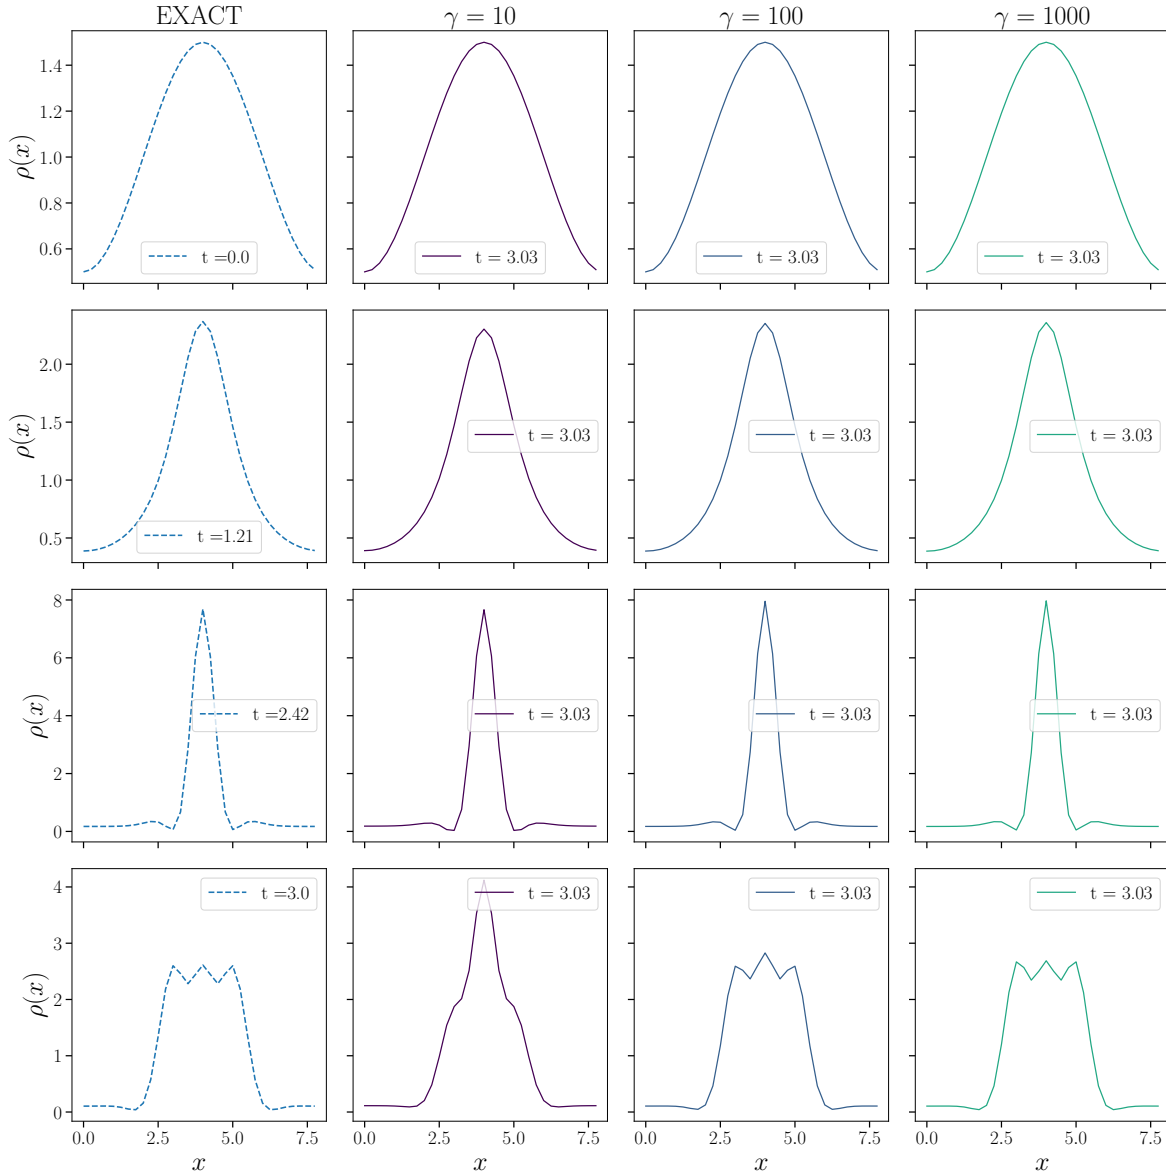 EXACT
γ = 10
γ = 100
γ = 1000
ρ(x)
1.4
1.2
1.0
0.8
0.6
t =0.0
t = 3.03
t = 3.03
t = 3.03
ρ(x)
2.0
1.5
1.0
0.5
t =1.21
t = 3.03
t = 3.03
t = 3.03
ρ(x)
8
6
4
2
0
t =2.42
t = 3.03
t = 3.03
t = 3.03
ρ(x)
4
3
2
1
0
t =3.0
t = 3.03
t = 3.03
t = 3.03
0.0 2.5 5.0 7.5
0.0 2.5 5.0 7.5
0.0 2.5 5.0 7.5
0.0 2.5 5.0 7.5
x
x
x
x